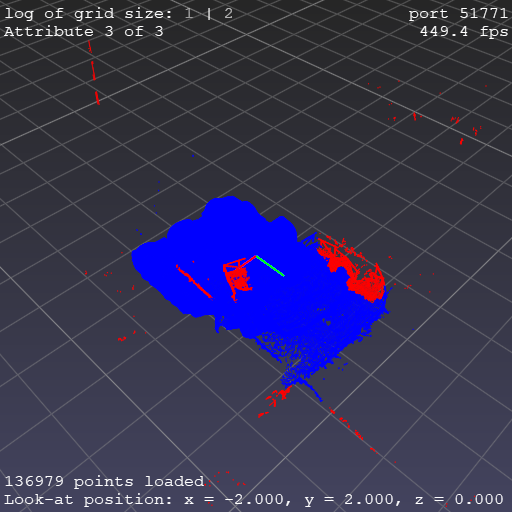 log of grid size: 1 | 2
port 51771
Attribute 3 of 3
449.4 fps
136979 points loaded
Look-at position: x = -2.000, y = 2.000, z = 0.000